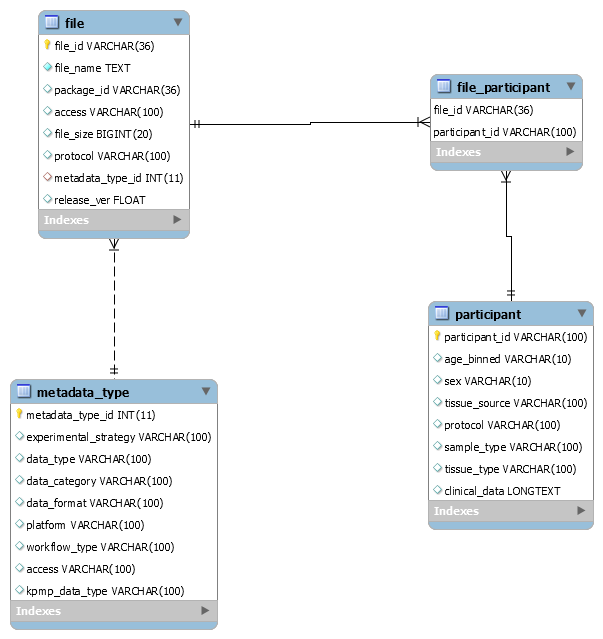 file
file_id VARCHAR(36)
file_name TEXT
package_id VARCHAR(36)
access VARCHAR(100)
file_size BIGINT(20)
protocol VARCHAR(100)
metadata_type_id INT(11)
release_ver FLOAT
Indexes
file_participant
file_id VARCHAR(36)
participant_id VARCHAR(100)
Indexes
participant
participant_id VARCHAR(100)
age_binned VARCHAR(10)
sex VARCHAR(10)
tissue_source VARCHAR(100)
protocol VARCHAR(100)
sample_type VARCHAR(100)
tissue_type VARCHAR(100)
clinical_data LONGTEXT
Indexes
metadata_type
metadata_type_id INT(11)
experimental_strategy VARCHAR(100)
data_type VARCHAR(100)
data_category VARCHAR(100)
data_format VARCHAR(100)
platform VARCHAR(100)
workflow_type VARCHAR(100)
access VARCHAR(100)
kpmp_data_type VARCHAR(100)
Indexes